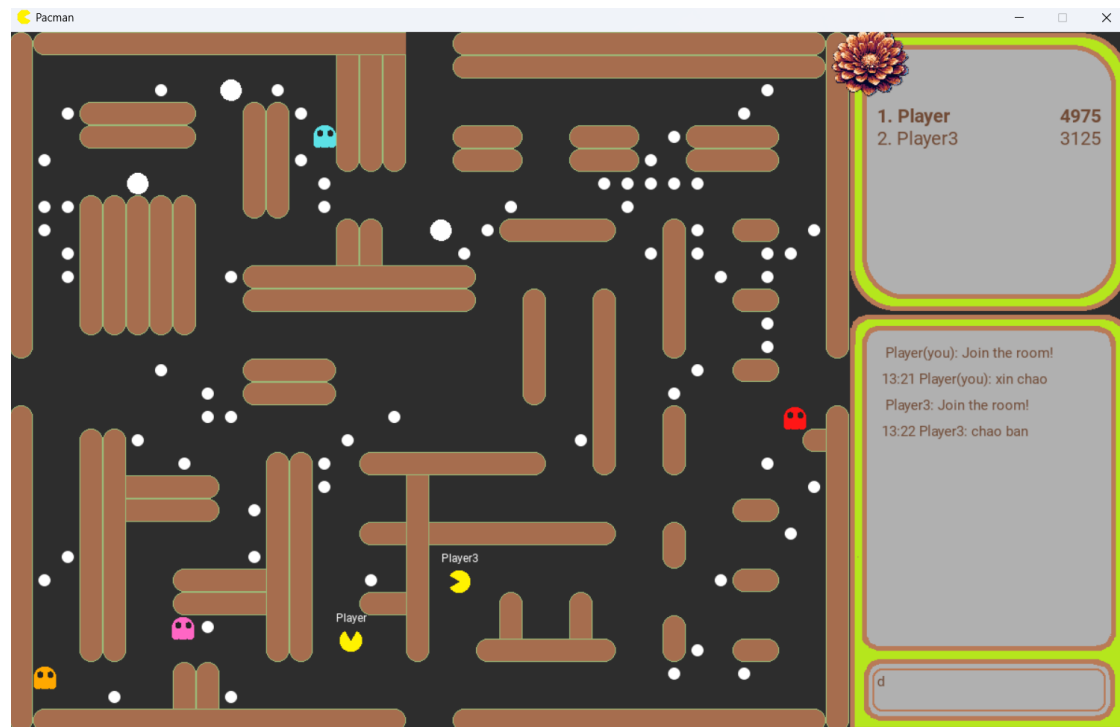 Pacman
1. Player 4975
2. Player3 3125
Player(you): Join the room!
13:21 Player(you): xin chao
Player3: Join the room!
13:22 Player3: chao ban
Player3
Player
d